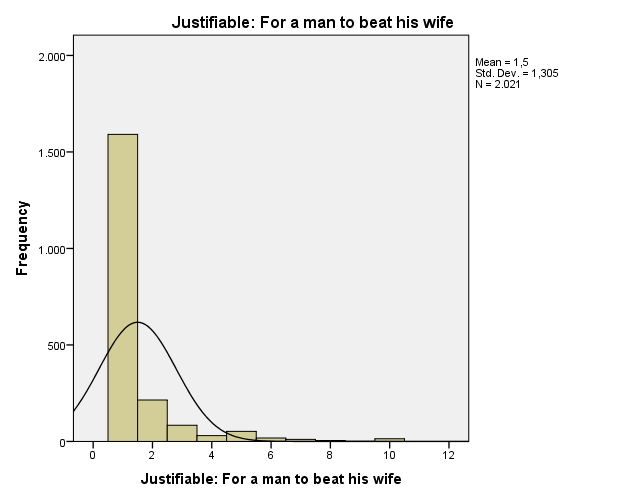 Justifiable: For a man to beat his wife
Mean = 1,5
Std. Dev. = 1,305
N = 2.021
2.000
1.500
1.000
500
0
Frequency
0 2 4 6 8 10 12
Justifiable: For a man to beat his wife